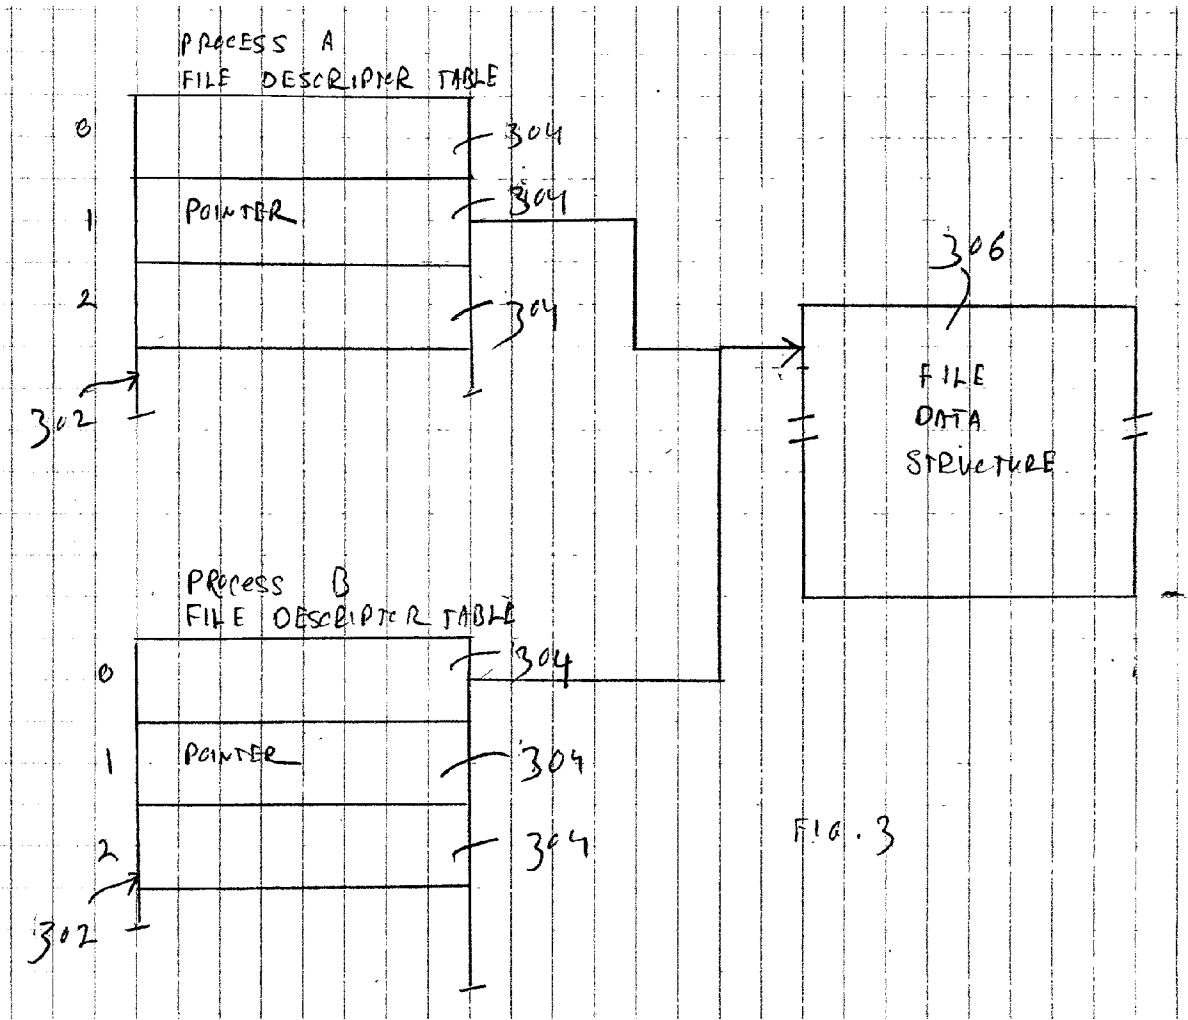 PROCESS A
FILE DESCRIPTOR TABLE
0
304
1
POINTER
304
2
304
302
306
FILE
DATA
STRUCTURE
PROCESS B
FILE DESCRIPTOR TABLE
0
304
1
POINTER
304
2
304
302
FIG. 3